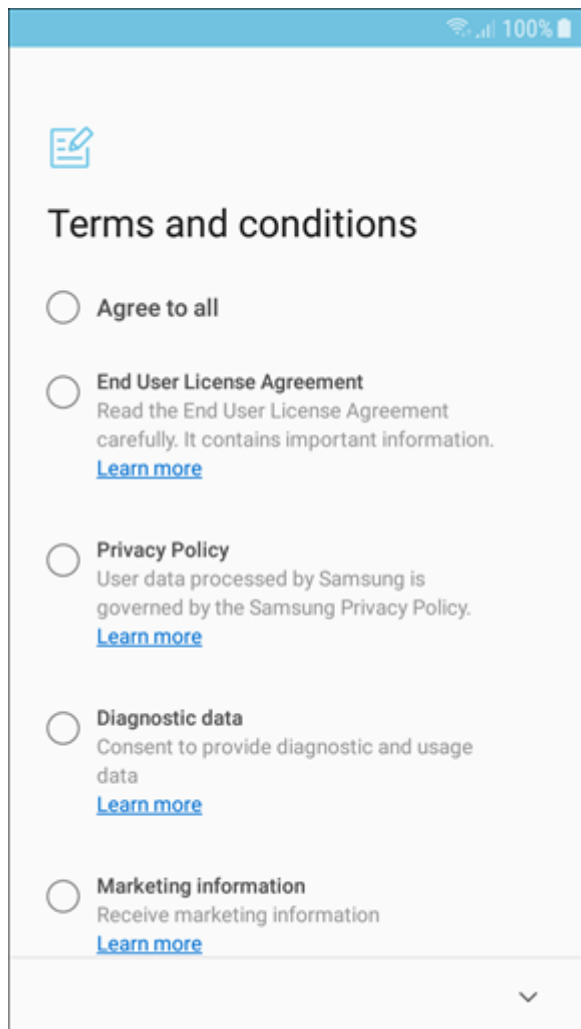 100%
Terms and conditions
Agree to all
End User License Agreement
Read the End User License Agreement
carefully. It contains important information.
Learn more
Privacy Policy
User data processed by Samsung is
governed by the Samsung Privacy Policy.
Learn more
Diagnostic data
Consent to provide diagnostic and usage
data
Learn more
Marketing information
Receive marketing information
Learn more